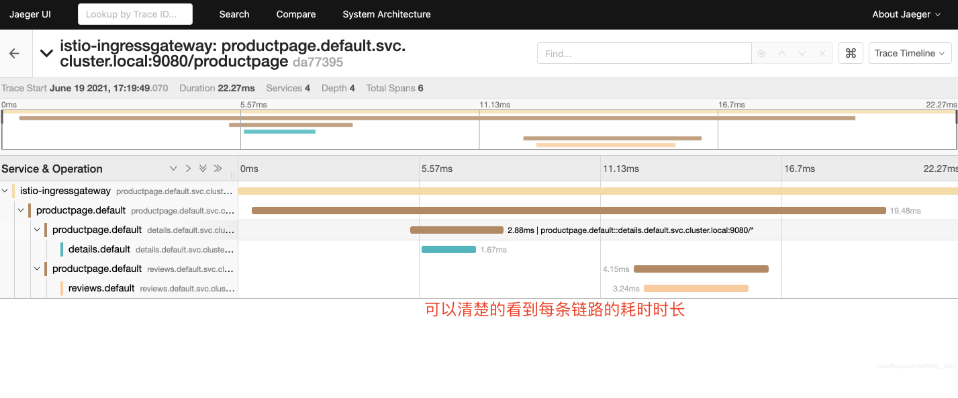 Jaeger UI Lookup by Trace ID... Search Compare System Architecture About Jaeger
istio-ingressgateway: productpage.default.svc.
cluster.local:9080/productpage da77395
Find... Trace Timeline
Trace Start June 19 2021, 17:19:49.070 Duration 22.27ms Services 4 Depth 4 Total Spans 6
0ms 5.57ms 11.13ms 16.7ms 22.27ms
Service & Operation 0ms 5.57ms 11.13ms 16.7ms 22.27ms
istio-ingressgateway productpage.default.svc.clust...
productpage.default productpage.default.svc.c... 19.48ms
productpage.default details.default.svc.clu... 2.88ms | productpage.default::details.default.svc.cluster.local:9080/*
details.default details.default.svc.cluste... 1.67ms
productpage.default reviews.default.svc.cl... 4.15ms
reviews.default reviews.default.svc.clus... 3.24ms
可以清楚的看到每条链路的耗时时长